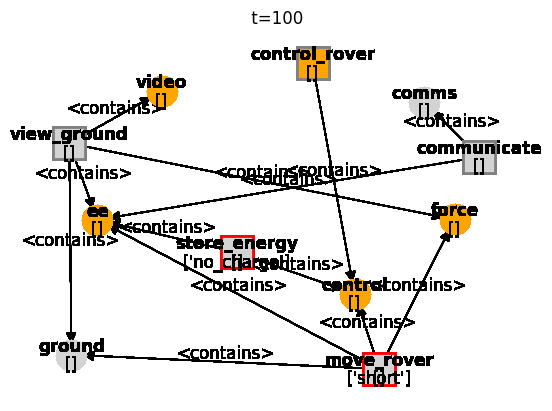 t=100
control_rover
[]
video
[]
comms
[]
<contains>
<contains>
view_ground
[]
communicate
[]
<contains>
<contains>
<contains>
<contains>
ee
[]
force
[]
<contains>
<contains>
store_energy
['no_charge']
[]
<contains>
<contains>
control
[]
<contains>
<contains>
ground
[]
<contains>
move_rover
['short']
[]